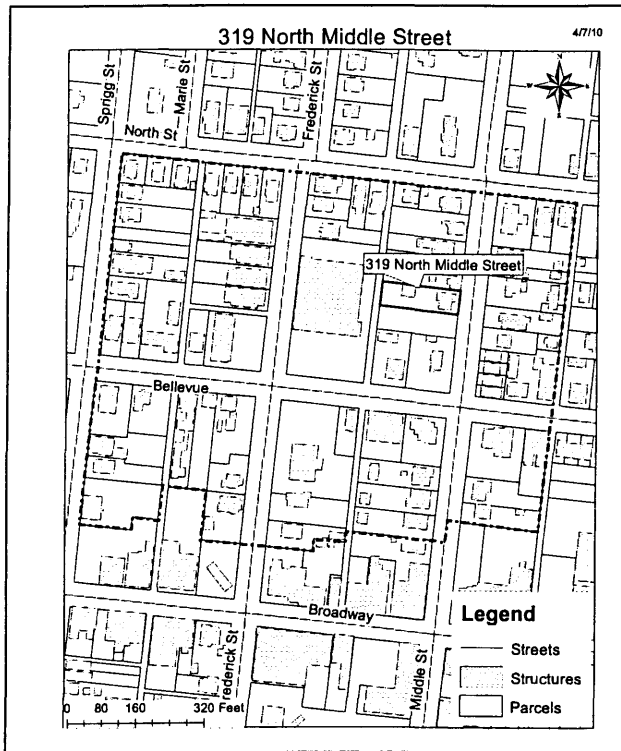 319 North Middle Street
4/7/10
N
Sprigg St
Marie St
Frederick St
North St
319 North Middle Street
Bellevue
Broadway
Frederick St
Middle St
Legend
Streets
Structures
Parcels
0 80 160 320 Feet